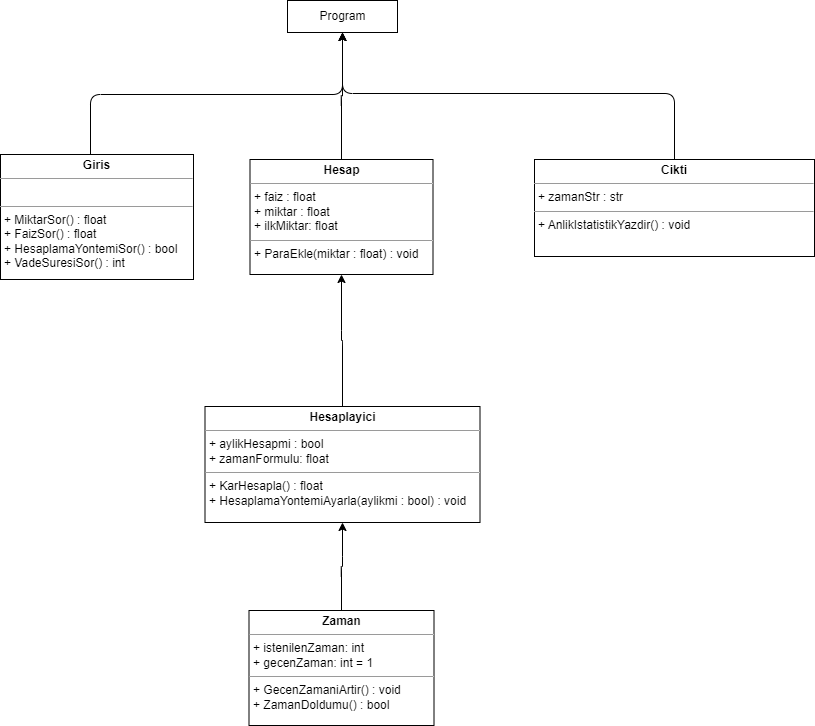 Program
Giris
+ MiktarSor() : float
+ FaizSor() : float
+ HesaplamaYontemiSor() : bool
+ VadeSuresiSor() : int
Hesap
+ faiz : float
+ miktar : float
+ ilkMiktar: float
+ ParaEkle(miktar : float) : void
Cikti
+ zamanStr : str
+ AnlikIstatistikYazdir() : void
Hesaplayici
+ aylikHesapmi : bool
+ zamanFormulu: float
+ KarHesapla() : float
+ HesaplamaYontemiAyarla(aylikmi : bool) : void
Zaman
+ istenilenZaman: int
+ gecenZaman: int = 1
+ GecenZamaniArtir() : void
+ ZamanDoldumu() : bool